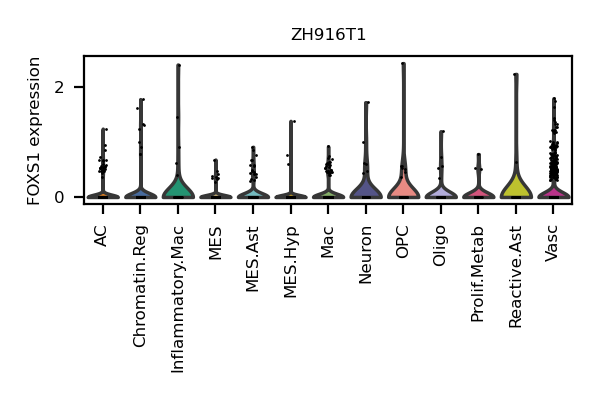 ZH916T1
FOXS1 expression
2
0
AC
Chromatin.Reg
Inflammatory.Mac
MES
MES.Ast
MES.Hyp
Mac
Neuron
OPC
Oligo
Prolif.Metab
Reactive.Ast
Vasc